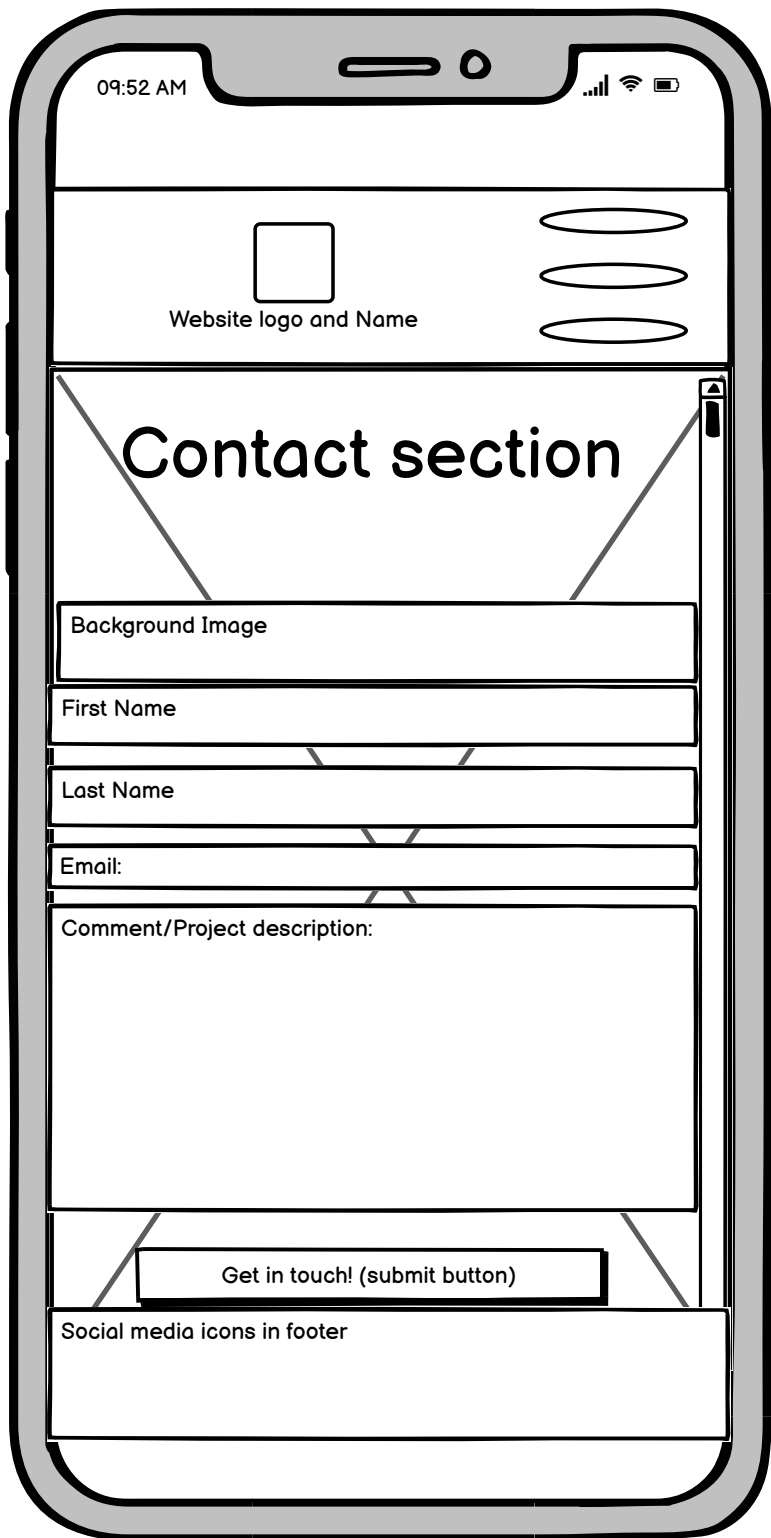 09:52 AM
Website logo and Name
Contact section
Background Image
First Name
Last Name
Email:
Comment/Project description:
Get in touch! (submit button)
Social media icons in footer